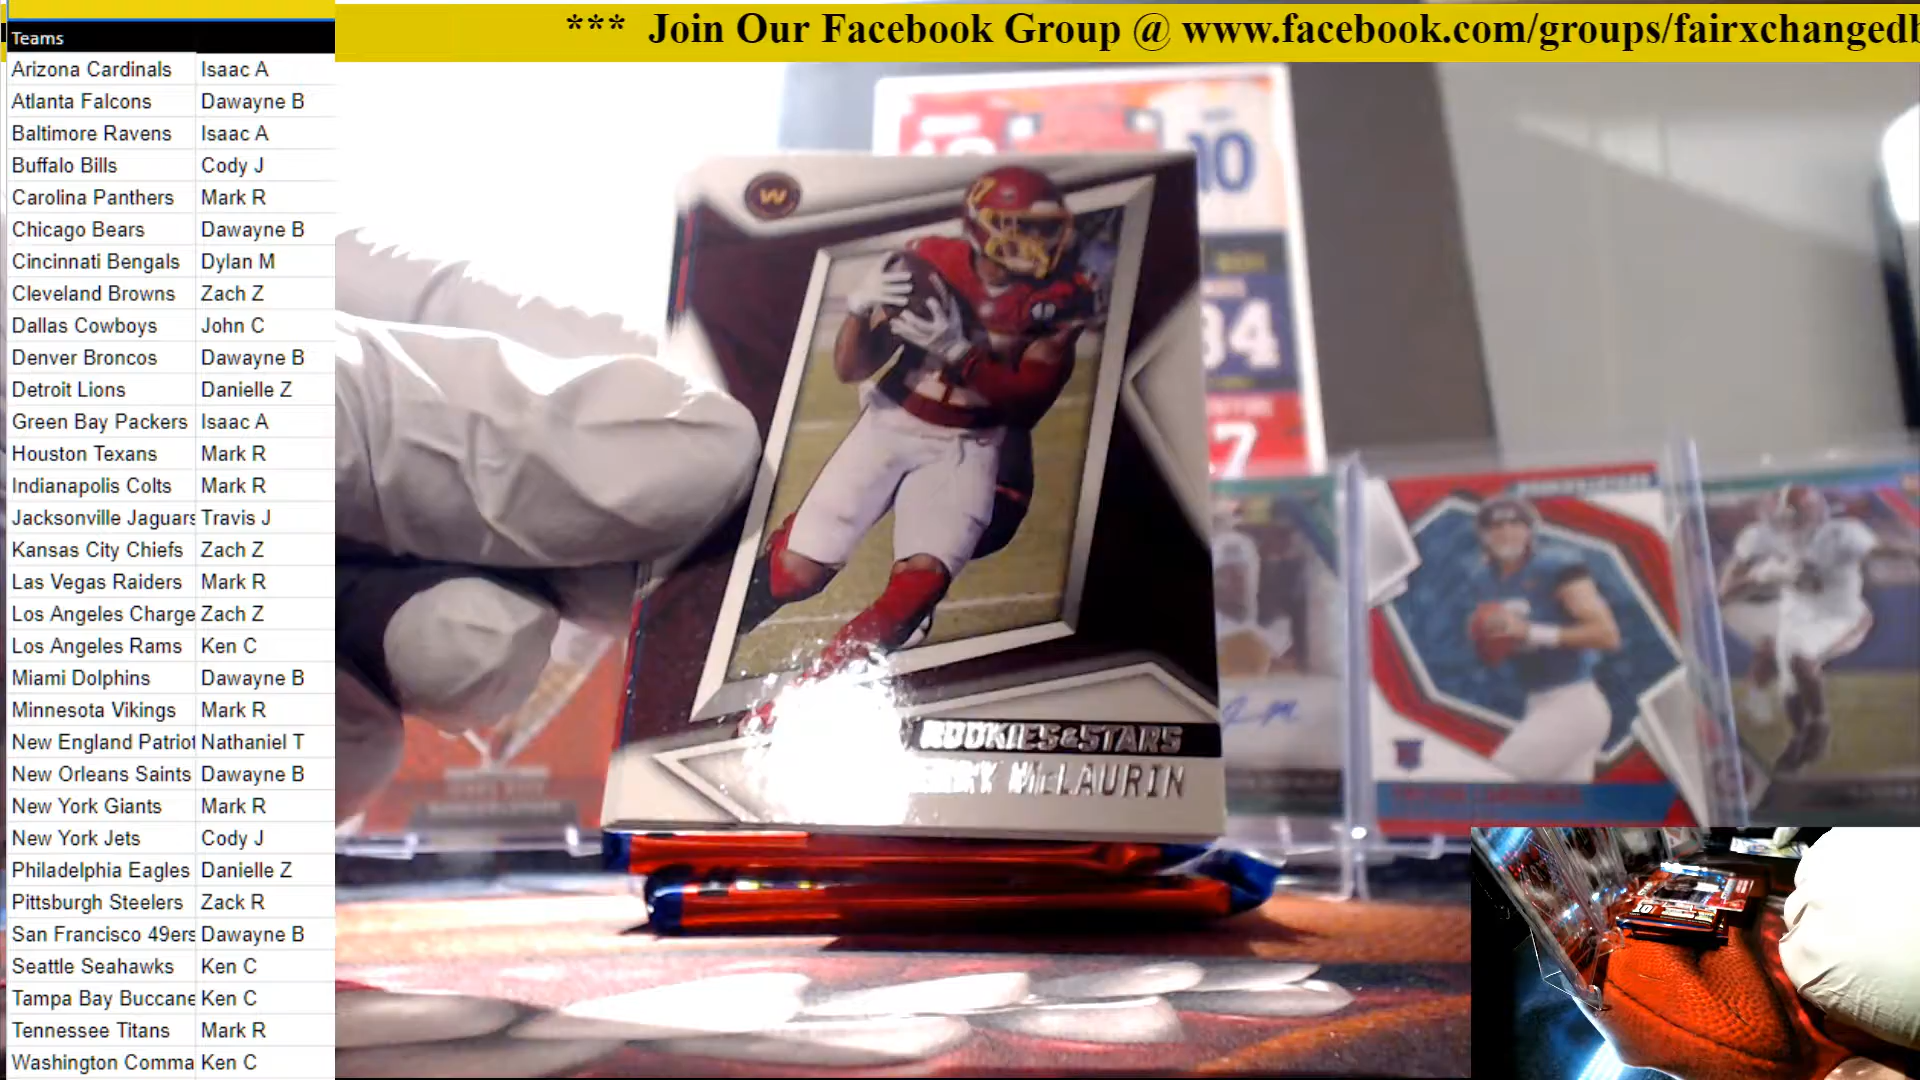 *** Join Our Facebook Group @ www.facebook.com/groups/fairxchangedb
Teams
Arizona Cardinals Isaac A
Atlanta Falcons Dawayne B
Baltimore Ravens Isaac A
Buffalo Bills Cody J
Carolina Panthers Mark R
Chicago Bears Dawayne B
Cincinnati Bengals Dylan M
Cleveland Browns Zach Z
Dallas Cowboys John C
Denver Broncos Dawayne B
Detroit Lions Danielle Z
Green Bay Packers Isaac A
Houston Texans Mark R
Indianapolis Colts Mark R
Jacksonville Jaguars Travis J
Kansas City Chiefs Zach Z
Las Vegas Raiders Mark R
Los Angeles Charge Zach Z
Los Angeles Rams Ken C
Miami Dolphins Dawayne B
Minnesota Vikings Mark R
New England Patriot Nathaniel T
New Orleans Saints Dawayne B
New York Giants Mark R
New York Jets Cody J
Philadelphia Eagles Danielle Z
Pittsburgh Steelers Zack R
San Francisco 49ers Dawayne B
Seattle Seahawks Ken C
Tampa Bay Buccane Ken C
Tennessee Titans Mark R
Washington Comma Ken C
W
10
34
7
ROOKIES&STARS
McLAURIN